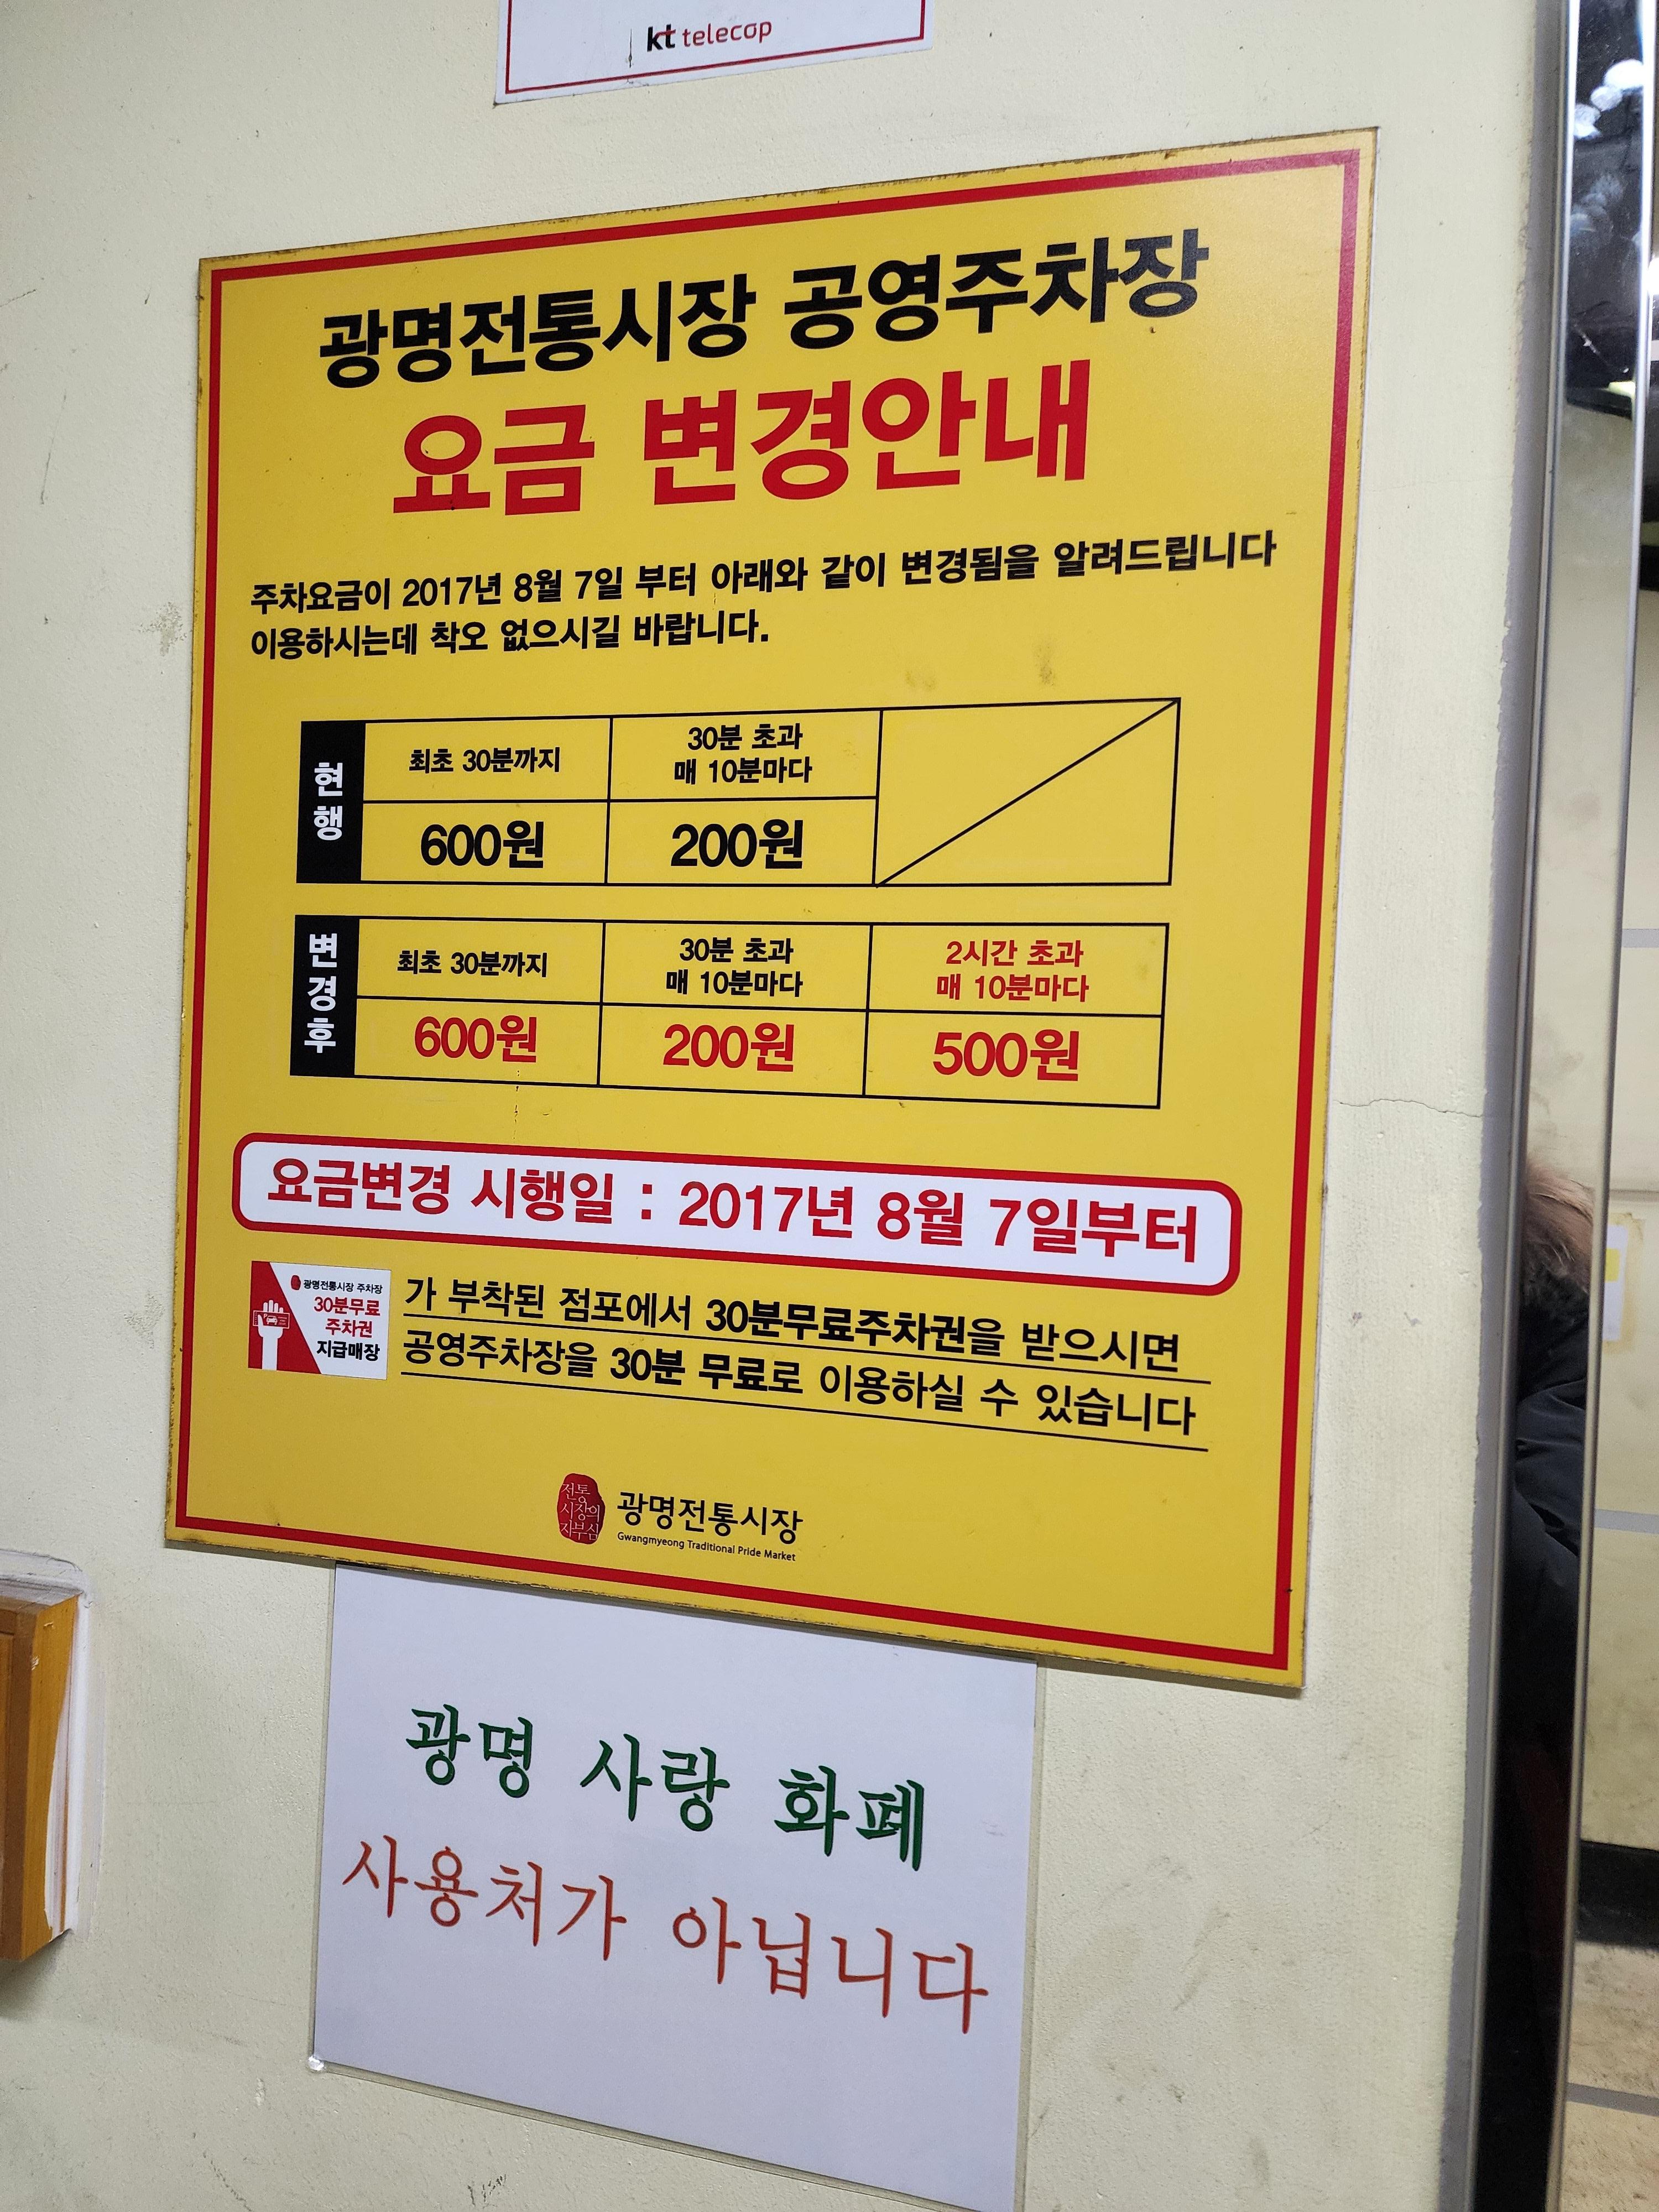 kt telecop
광명전통시장 공영주차장
요금 변경안내
주차요금이 2017년 8월 7일 부터 아래와 같이 변경됨을 알려드립니다
이용하시는데 착오 없으시길 바랍니다.
현행
최초 30분까지
30분 초과
매 10분마다
600원
200원
변경후
최초 30분까지
30분 초과
매 10분마다
2시간 초과
매 10분마다
600원
200원
500원
요금변경 시행일 : 2017년 8월 7일부터
광명전통시장 주차장
30분무료
주차권
지급매장
가 부착된 점포에서 30분무료주차권을 받으시면
공영주차장을 30분 무료로 이용하실 수 있습니다
전통
시장의
자부심
광명전통시장
Gwangmyeong Traditional Pride Market
광명 사랑 화폐
사용처가 아닙니다